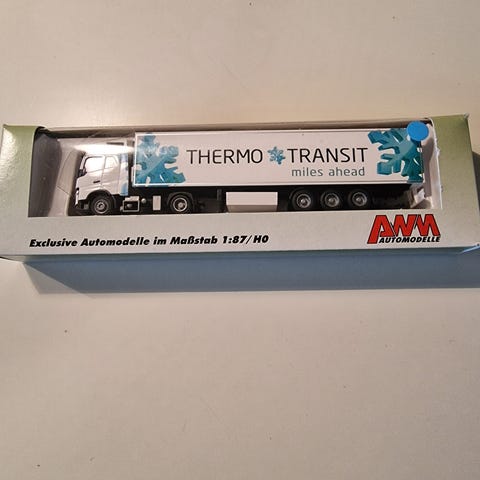 THERMO TRANSIT
miles ahead
AWM
AUTOMODELLE
Exclusive Automodelle im Maßstab 1:87/H0